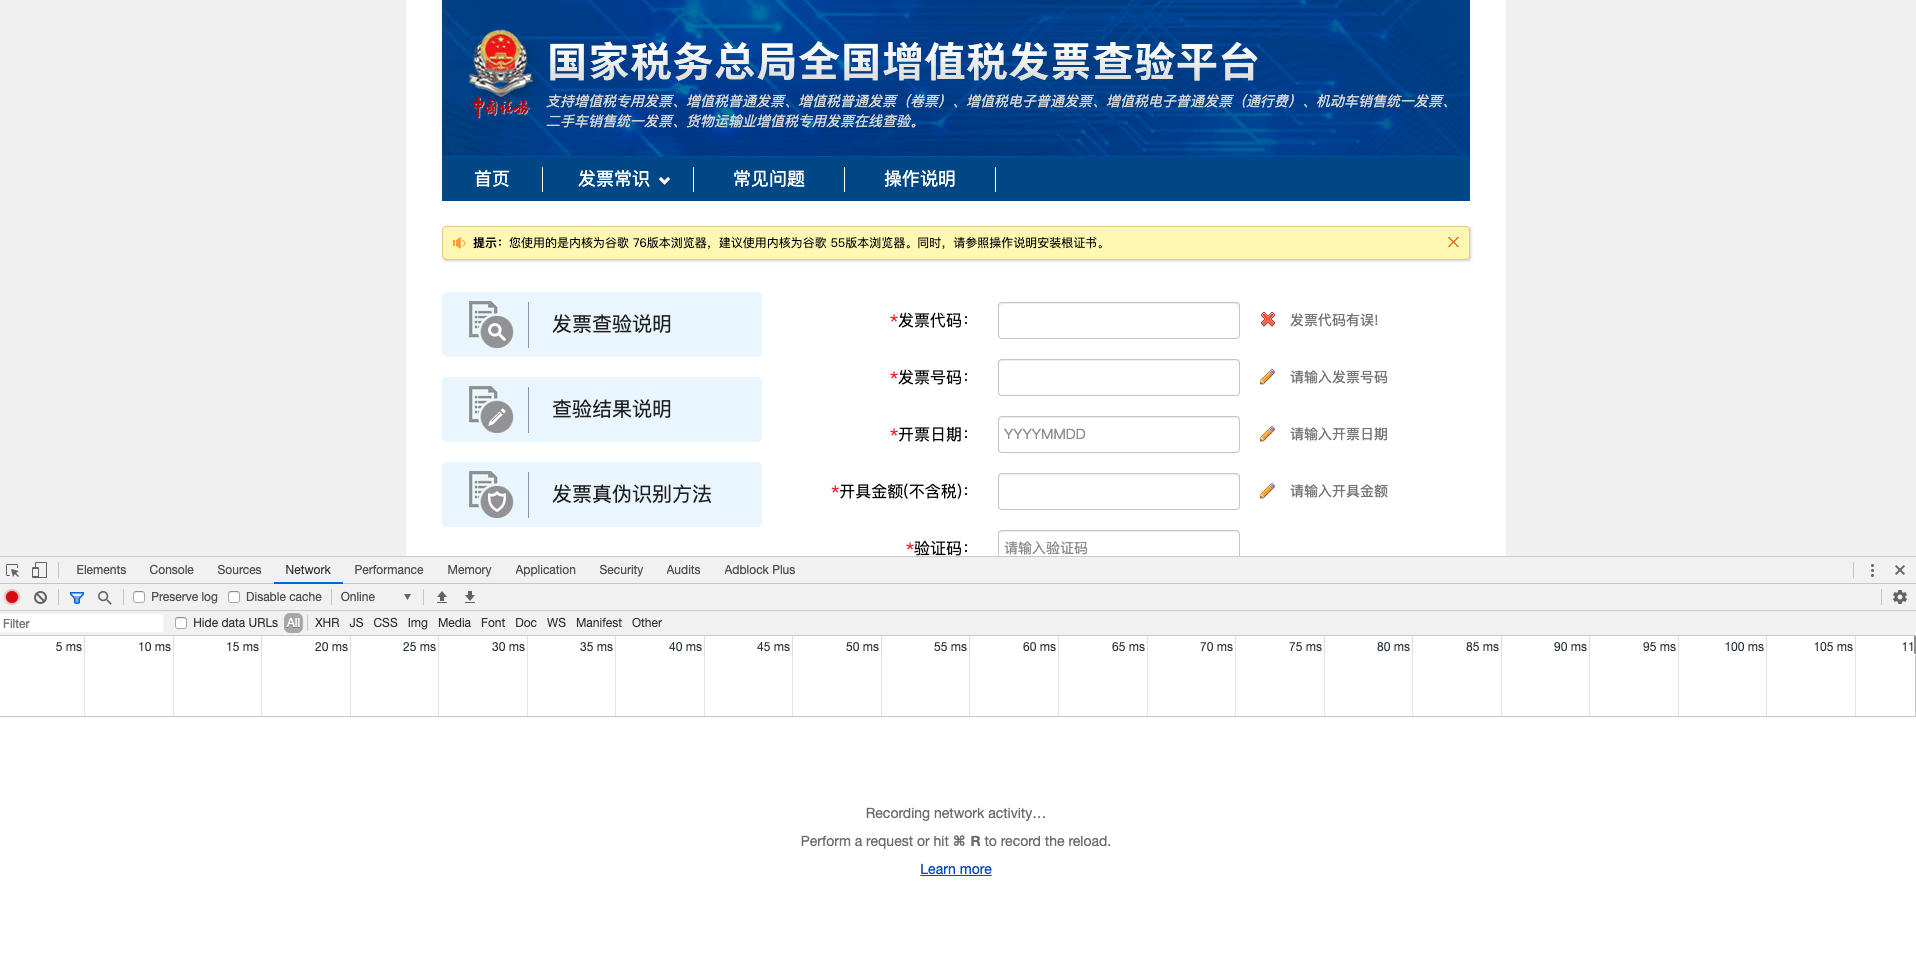 国家税务总局全国增值税发票查验平台
中国税务
支持增值税专用发票、增值税普通发票、增值税普通发票（卷票）、增值税电子普通发票、增值税电子普通发票（通行费）、机动车销售统一发票、
二手车销售统一发票、货物运输业增值税专用发票在线查验。
首页 发票常识 常见问题 操作说明
提示：您使用的是内核为谷歌 76版本浏览器，建议使用内核为谷歌 55版本浏览器。同时，请参照操作说明安装根证书。
发票查验说明
查验结果说明
发票真伪识别方法
*发票代码： 发票代码有误!
*发票号码： 请输入发票号码
*开票日期： YYYYMMDD 请输入开票日期
*开具金额(不含税)： 请输入开具金额
*验证码： 请输入验证码
Elements Console Sources Network Performance Memory Application Security Audits Adblock Plus
Preserve log Disable cache Online
Filter Hide data URLs All XHR JS CSS Img Media Font Doc WS Manifest Other
5 ms 10 ms 15 ms 20 ms 25 ms 30 ms 35 ms 40 ms 45 ms 50 ms 55 ms 60 ms 65 ms 70 ms 75 ms 80 ms 85 ms 90 ms 95 ms 100 ms 105 ms 11
Recording network activity…
Perform a request or hit ⌘ R to record the reload.
Learn more